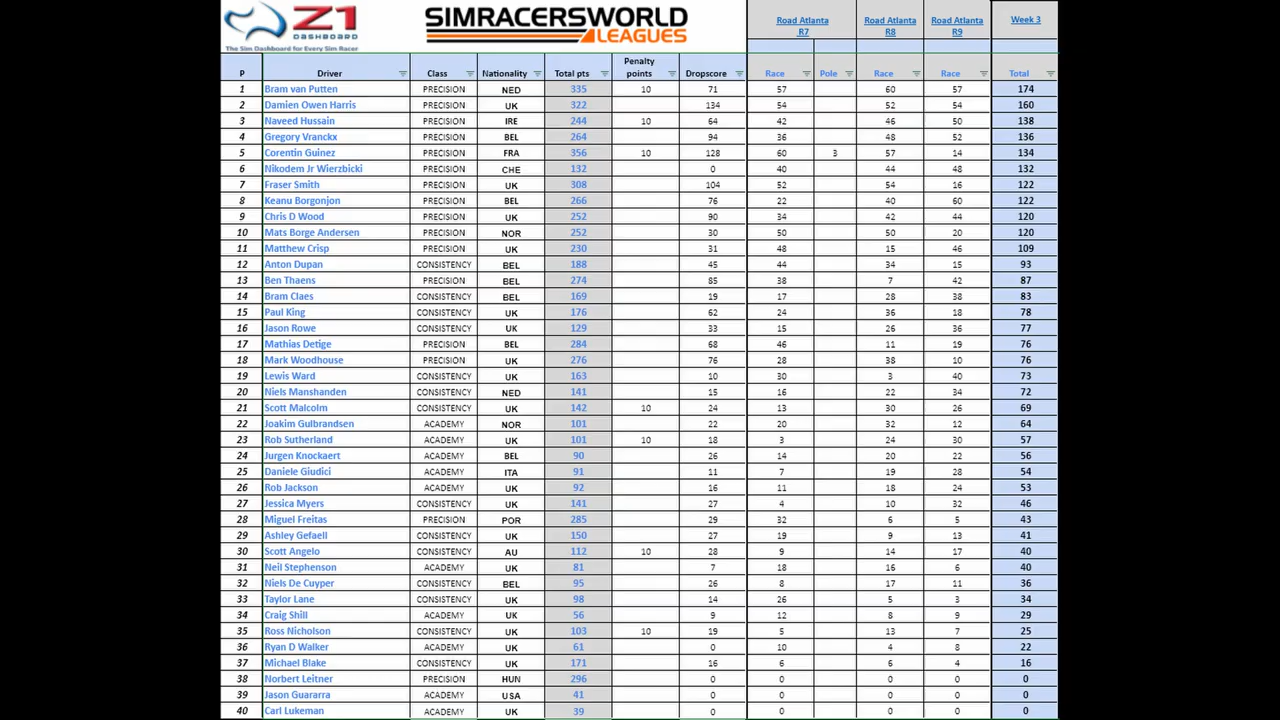 Z1
DASHBOARD
The Sim Dashboard for Every Sim Racer
SIMRACERSWORLD
LEAGUES
Road Atlanta R7 Road Atlanta R8 Road Atlanta R9 Week 3
P Driver Class Nationality Total pts Penalty points Dropscore Race Pole Race Race Total
1 Bram van Putten PRECISION NED 335 10 71 57 60 57 174
2 Damien Owen Harris PRECISION UK 322 134 54 52 54 160
3 Naveed Hussain PRECISION IRE 244 10 64 42 46 50 138
4 Gregory Vranckx PRECISION BEL 264 94 36 48 52 136
5 Corentin Guinez PRECISION FRA 356 10 128 60 3 57 14 134
6 Nikodem Jr Wierzbicki PRECISION CHE 132 0 40 44 48 132
7 Fraser Smith PRECISION UK 308 104 52 54 16 122
8 Keanu Borgonjon PRECISION BEL 266 76 22 40 60 122
9 Chris D Wood PRECISION UK 252 90 34 42 44 120
10 Mats Borge Andersen PRECISION NOR 252 30 50 50 20 120
11 Matthew Crisp PRECISION UK 230 31 48 15 46 109
12 Anton Dupan CONSISTENCY BEL 188 45 44 34 15 93
13 Ben Thaens PRECISION BEL 274 85 38 7 42 87
14 Bram Claes CONSISTENCY BEL 169 19 17 28 38 83
15 Paul King CONSISTENCY UK 176 62 24 36 18 78
16 Jason Rowe CONSISTENCY UK 129 33 15 26 36 77
17 Mathias Detige PRECISION BEL 284 68 46 11 19 76
18 Mark Woodhouse PRECISION UK 276 76 28 38 10 76
19 Lewis Ward CONSISTENCY UK 163 10 30 3 40 73
20 Niels Manshanden CONSISTENCY NED 141 15 16 22 34 72
21 Scott Malcolm CONSISTENCY UK 142 10 24 13 30 26 69
22 Joakim Gulbrandsen ACADEMY NOR 101 22 20 32 12 64
23 Rob Sutherland ACADEMY UK 101 10 18 3 24 30 57
24 Jurgen Knockaert ACADEMY BEL 90 26 14 20 22 56
25 Daniele Giudici ACADEMY ITA 91 11 7 19 28 54
26 Rob Jackson ACADEMY UK 92 16 11 18 24 53
27 Jessica Myers CONSISTENCY UK 141 27 4 10 32 46
28 Miguel Freitas PRECISION POR 285 29 32 6 5 43
29 Ashley Gefaell CONSISTENCY UK 150 27 19 9 13 41
30 Scott Angelo CONSISTENCY AU 112 10 28 9 14 17 40
31 Neil Stephenson ACADEMY UK 81 7 18 16 6 40
32 Niels De Cuyper CONSISTENCY BEL 95 26 8 17 11 36
33 Taylor Lane CONSISTENCY UK 98 14 26 5 3 34
34 Craig Shill ACADEMY UK 56 9 12 8 9 29
35 Ross Nicholson CONSISTENCY UK 103 10 19 5 13 7 25
36 Ryan D Walker ACADEMY UK 61 0 10 4 8 22
37 Michael Blake CONSISTENCY UK 171 16 6 6 4 16
38 Norbert Leitner PRECISION HUN 296 0 0 0 0 0
39 Jason Guararra ACADEMY USA 41 0 0 0 0 0
40 Carl Lukeman ACADEMY UK 39 0 0 0 0 0